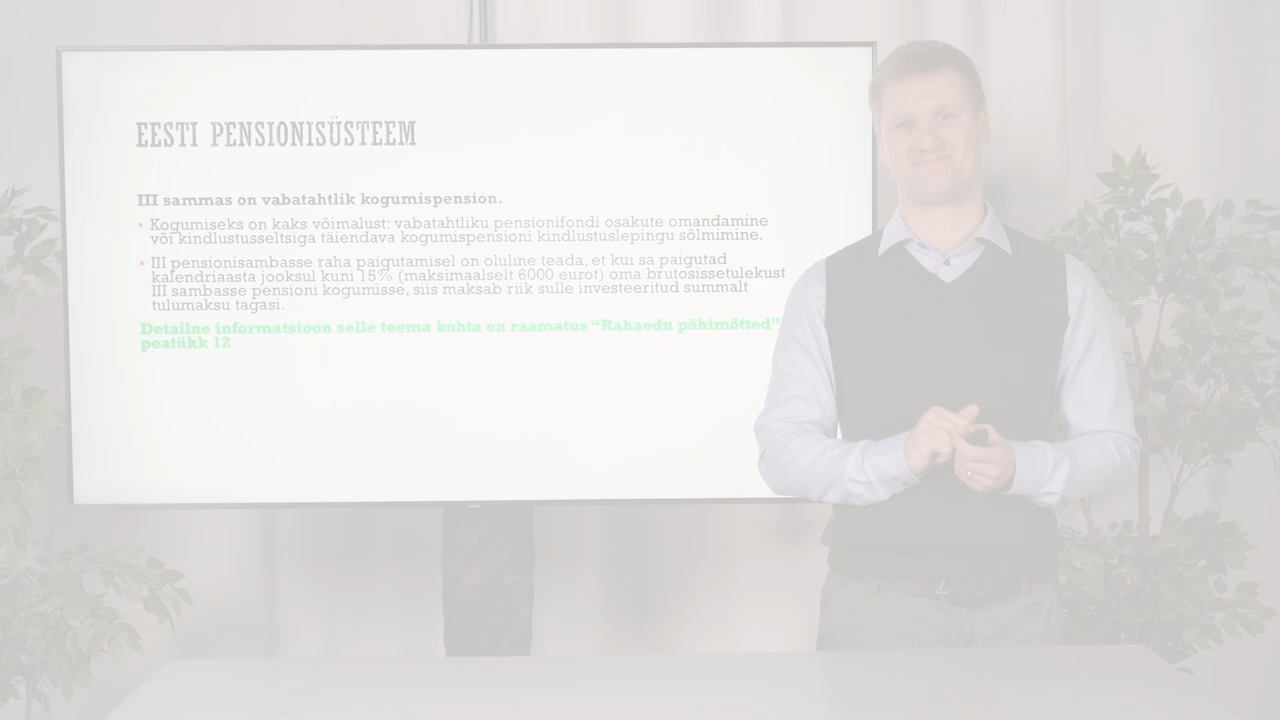 EESTI PENSIONISÜSTEEM
III sammas on vabatahtlik kogumispension.
• Kogumiseks on kaks võimalust: vabatahtliku pensionifondi osakute omandamine
või kindlustusseltsiga täiendava kogumispensioni kindlustuslepingu sõlmimine.
• III pensionisambasse raha paigutamisel on oluline teada, et kui sa paigutad
kalendriaasta jooksul kuni 15% (maksimaalselt 6000 eurot) oma brutosissetulekust
III sambasse pensioni kogumisse, siis maksab riik sulle investeeritud summalt
tulumaksu tagasi.
Detailne informatsioon selle teema kohta on raamatus “Rahaedu põhimõtted”
peatükk 12